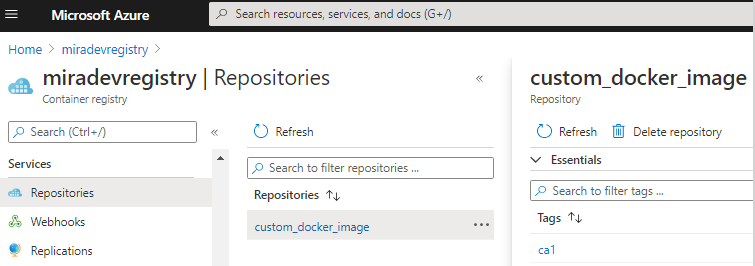 Microsoft Azure
Search resources, services, and docs (G+/)
Home > miradevregistry >
miradevregistry | Repositories
Container registry
Search (Ctrl+/)
Services
Repositories
Webhooks
Replications
Refresh
Search to filter repositories ...
Repositories
custom_docker_image
custom_docker_image
Repository
Refresh
Delete repository
Essentials
Search to filter tags ...
Tags
ca1